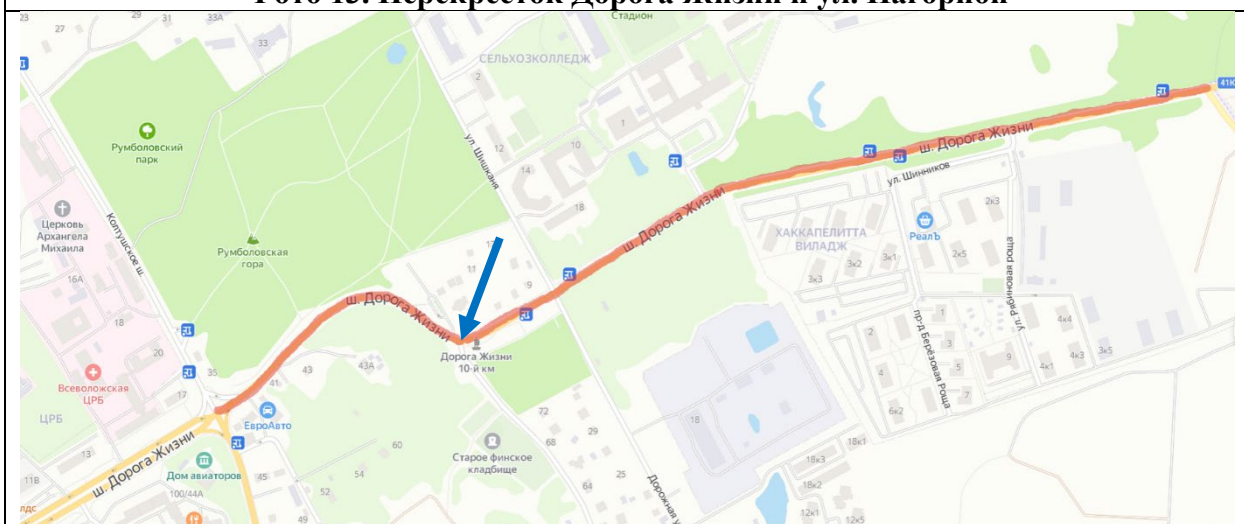 Фото 13. Перекресток Дорога Жизни и ул. Нагорной
23
27
29
31
33А
33
Стадион
СЕЛЬХОЗКОЛЛЕДЖ
2
1
12
10
14
18
ул. Шишканя
Румболовский
парк
Колтушское ш.
Церковь
Архангела
Михаила
16А
Румболовская
гора
18
20
35
17
Всеволожская
ЦРБ
ЦРБ
13
11В
ш. Дорога Жизни
ш. Дорога Жизни
11
9
ш. Дорога Жизни
ш. Дорога Жизни
41К
ул. Шинников
ХАККАПЕЛИТТА
ВИЛАДЖ
РеалЪ
2к3
2к5
3к1
3к2
3к3
ул. Рябиновая роща
пр-д Берёзовая Роща
1
3
5
7
9
2
4
6к2
4к4
4к3
4к1
3к5
Дорога Жизни
10-й км
43
43А
41
ЕвроАвто
Дом авиаторов
100/44А
45
49
52
54
60
Старое финское
кладбище
72
68
64
29
25
Дорожная у
18
18к1
18к3
18к2
12к1
12к5
лдс